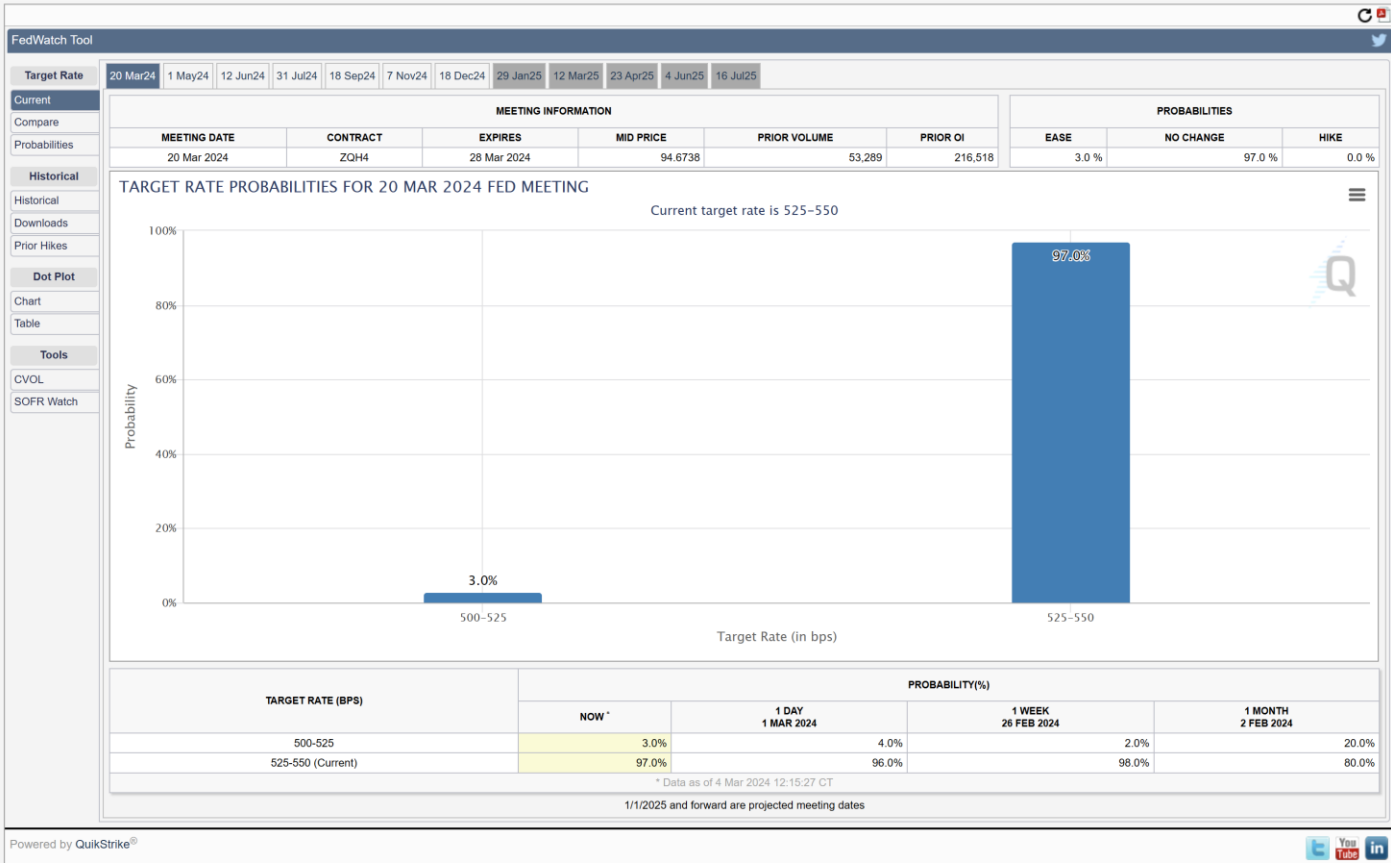 FedWatch Tool
Target Rate
Current
Compare
Probabilities
Historical
Historical
Downloads
Prior Hikes
Dot Plot
Chart
Table
Tools
CVOL
SOFR Watch
20 Mar24 1 May24 12 Jun24 31 Jul24 18 Sep24 7 Nov24 18 Dec24 29 Jan25 12 Mar25 23 Apr25 4 Jun25 16 Jul25
MEETING INFORMATION
MEETING DATE CONTRACT EXPIRES MID PRICE PRIOR VOLUME PRIOR OI
20 Mar 2024 ZQH4 28 Mar 2024 94.6738 53,289 216,518
PROBABILITIES
EASE NO CHANGE HIKE
3.0 % 97.0 % 0.0 %
TARGET RATE PROBABILITIES FOR 20 MAR 2024 FED MEETING
Current target rate is 525-550
Probability
100%
80%
60%
40%
20%
0%
97.0%
3.0%
Q
500-525 525-550
Target Rate (in bps)
TARGET RATE (BPS) PROBABILITY(%)
NOW * 1 DAY 1 WEEK 1 MONTH
1 MAR 2024 26 FEB 2024 2 FEB 2024
500-525 3.0% 4.0% 2.0% 20.0%
525-550 (Current) 97.0% 96.0% 98.0% 80.0%
* Data as of 4 Mar 2024 12:15:27 CT
1/1/2025 and forward are projected meeting dates
Powered by QuikStrike®
You
Tube
in